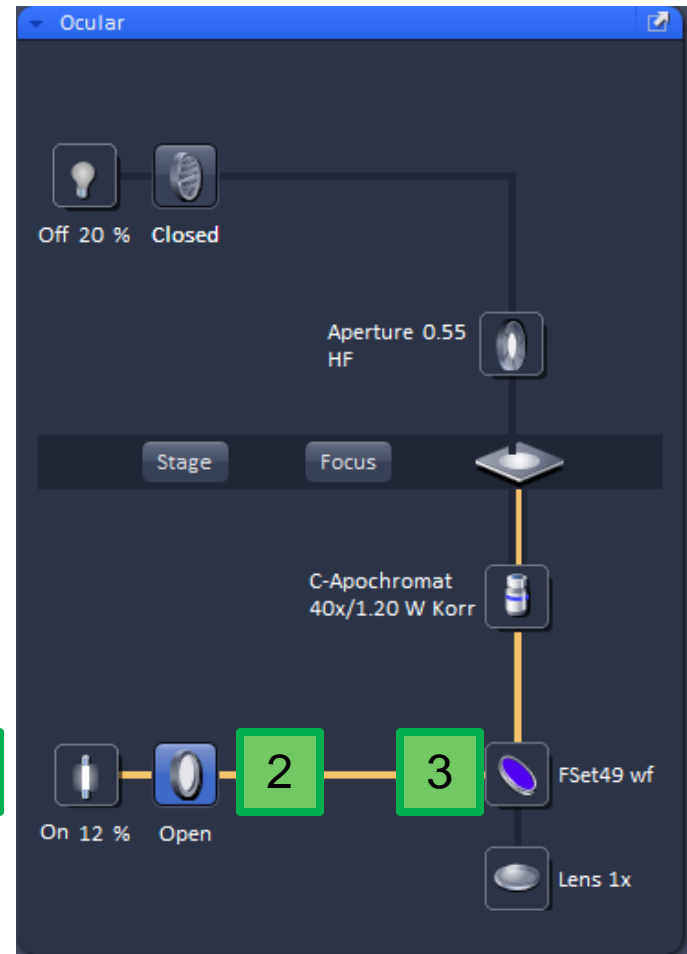 Ocular
Off 20 % Closed
Aperture 0.55
HF
Stage Focus
C-Apochromat
40x/1.20 W Korr
2 3
FSet49 wf
On 12 % Open
Lens 1x